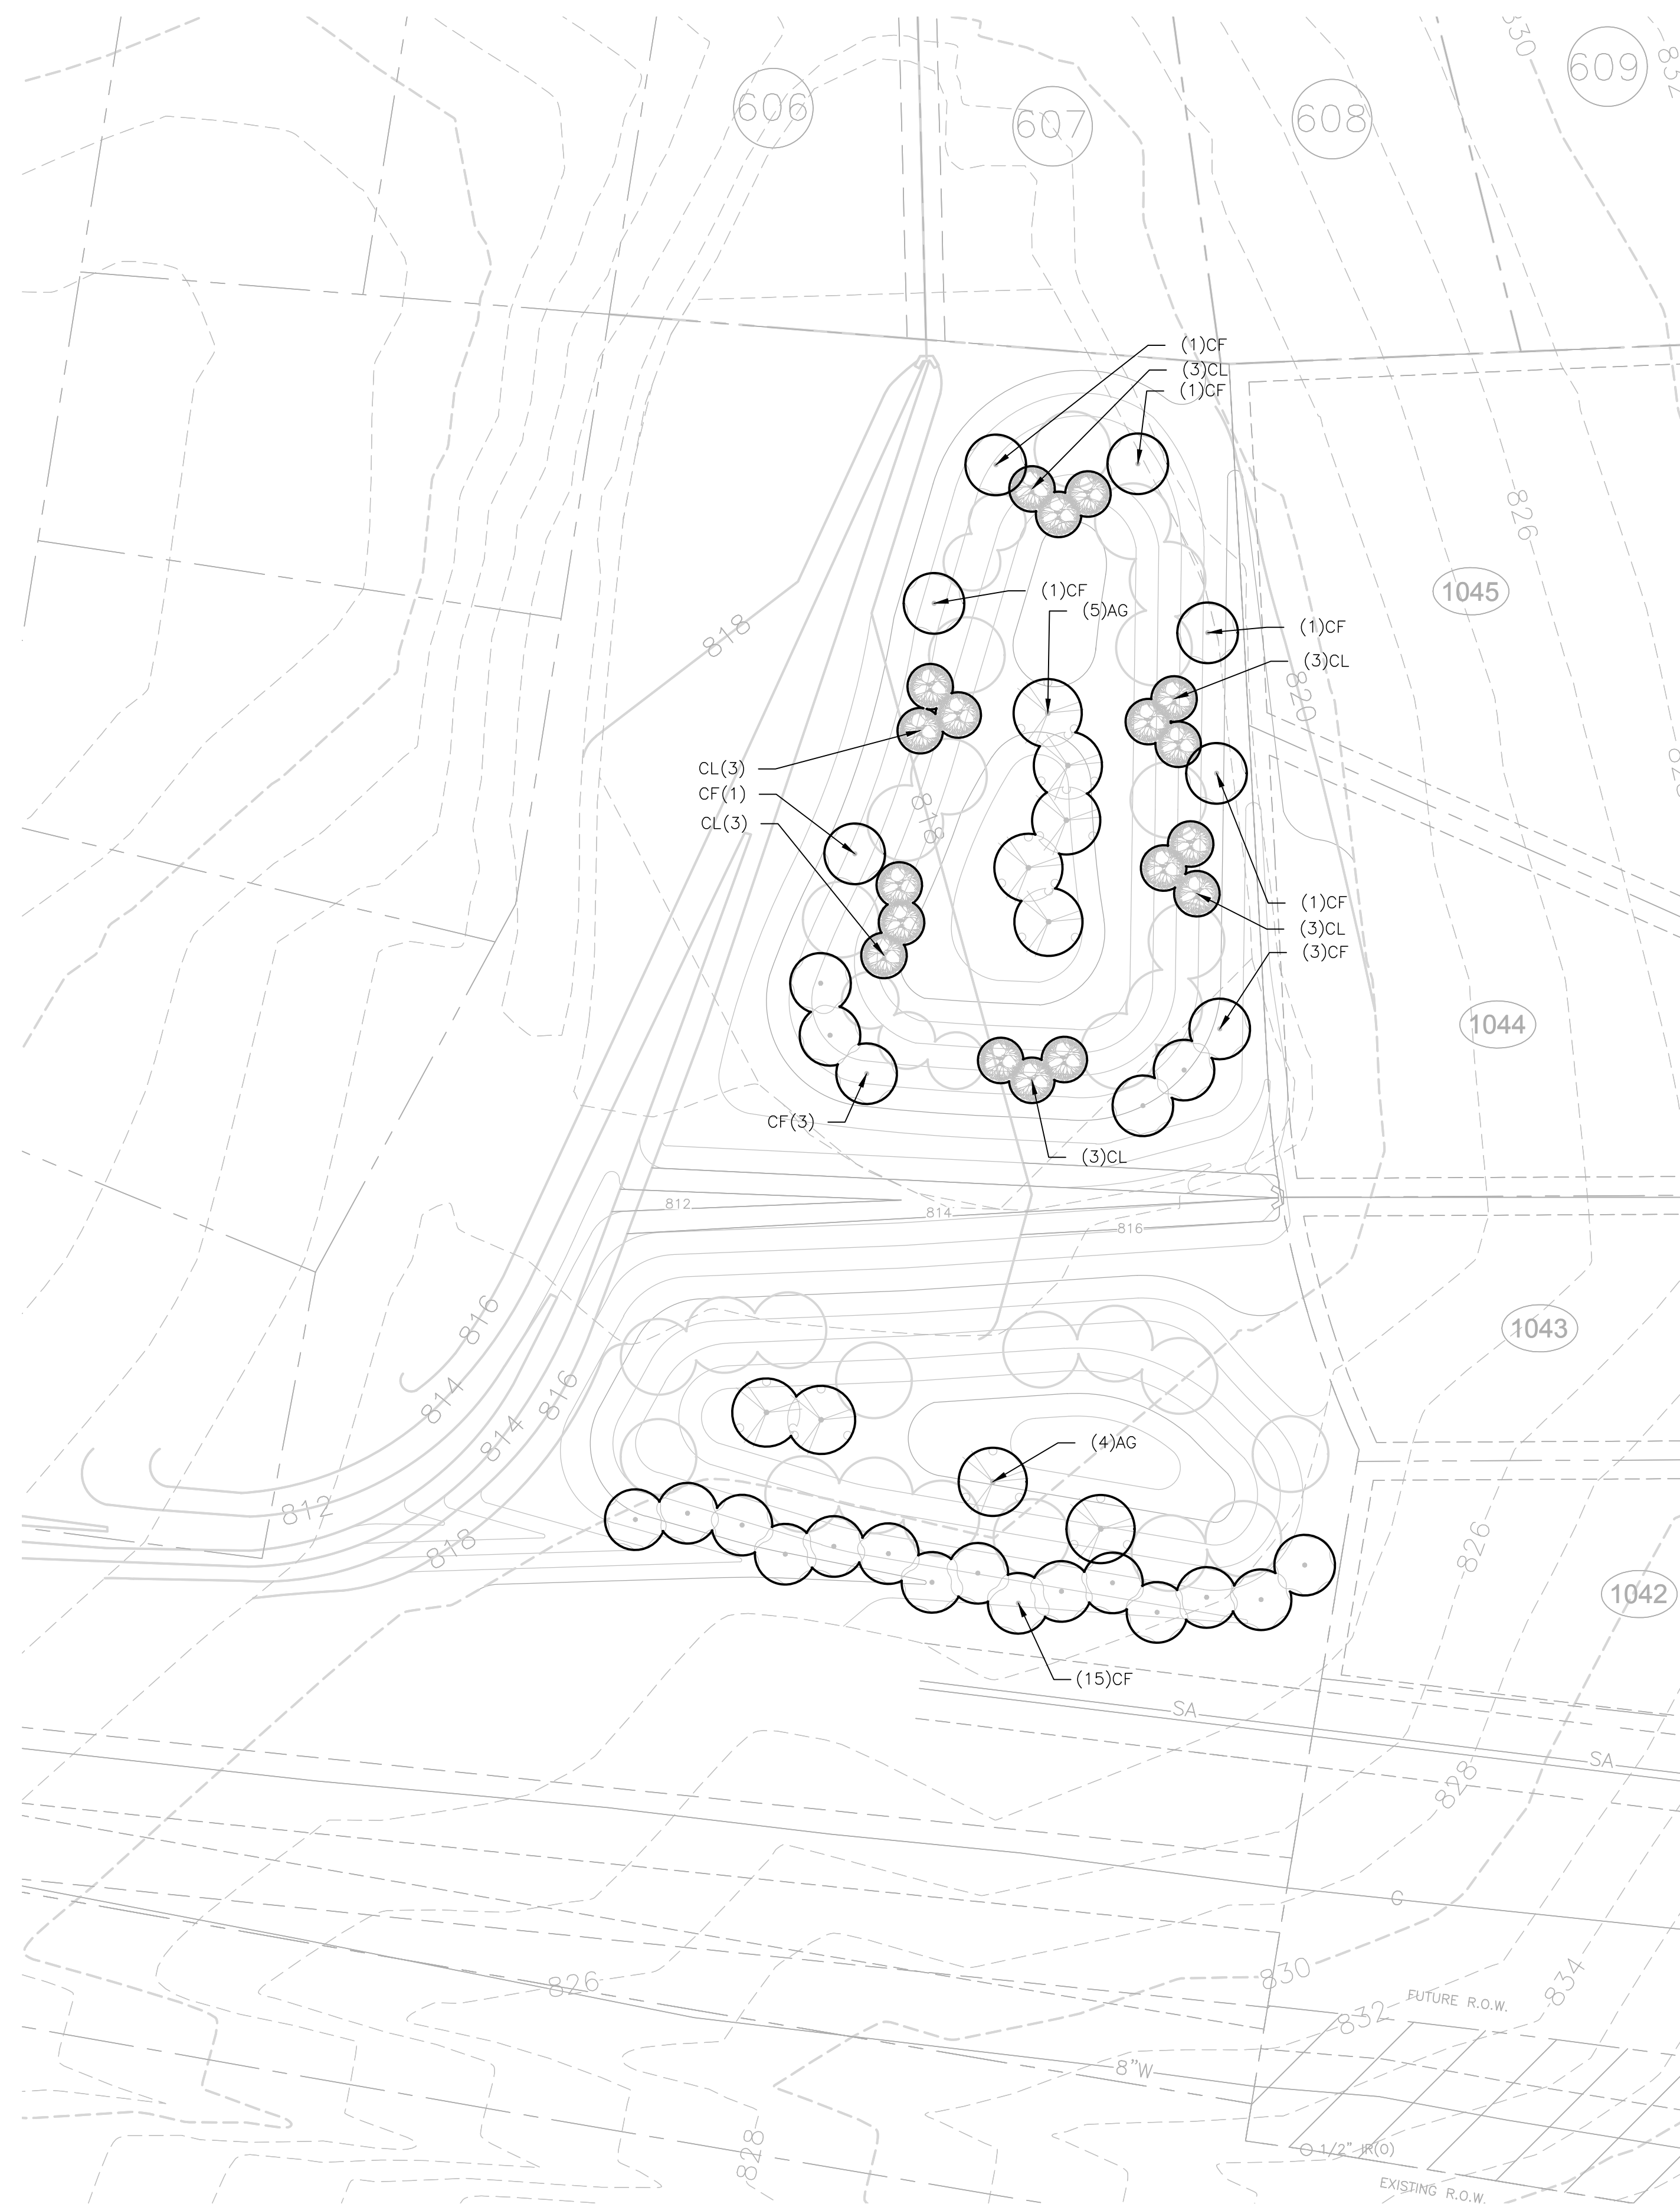 606
607
608
609
830
832
(1)CF
(3)CL
(1)CF
826
1045
(1)CF
(5)AG
(1)CF
818
(3)CL
820
CL(3)
CF(1)
818
CL(3)
(1)CF
(3)CL
(3)CF
1044
CF(3)
(3)CL
812
814
816
816
1043
814
816
814
(4)AG
812
818
826
1042
(15)CF
SA
SA
828
G
826
830
832
FUTURE R.O.W.
834
8"W
828
1/2" IR(O)
EXISTING R.O.W.